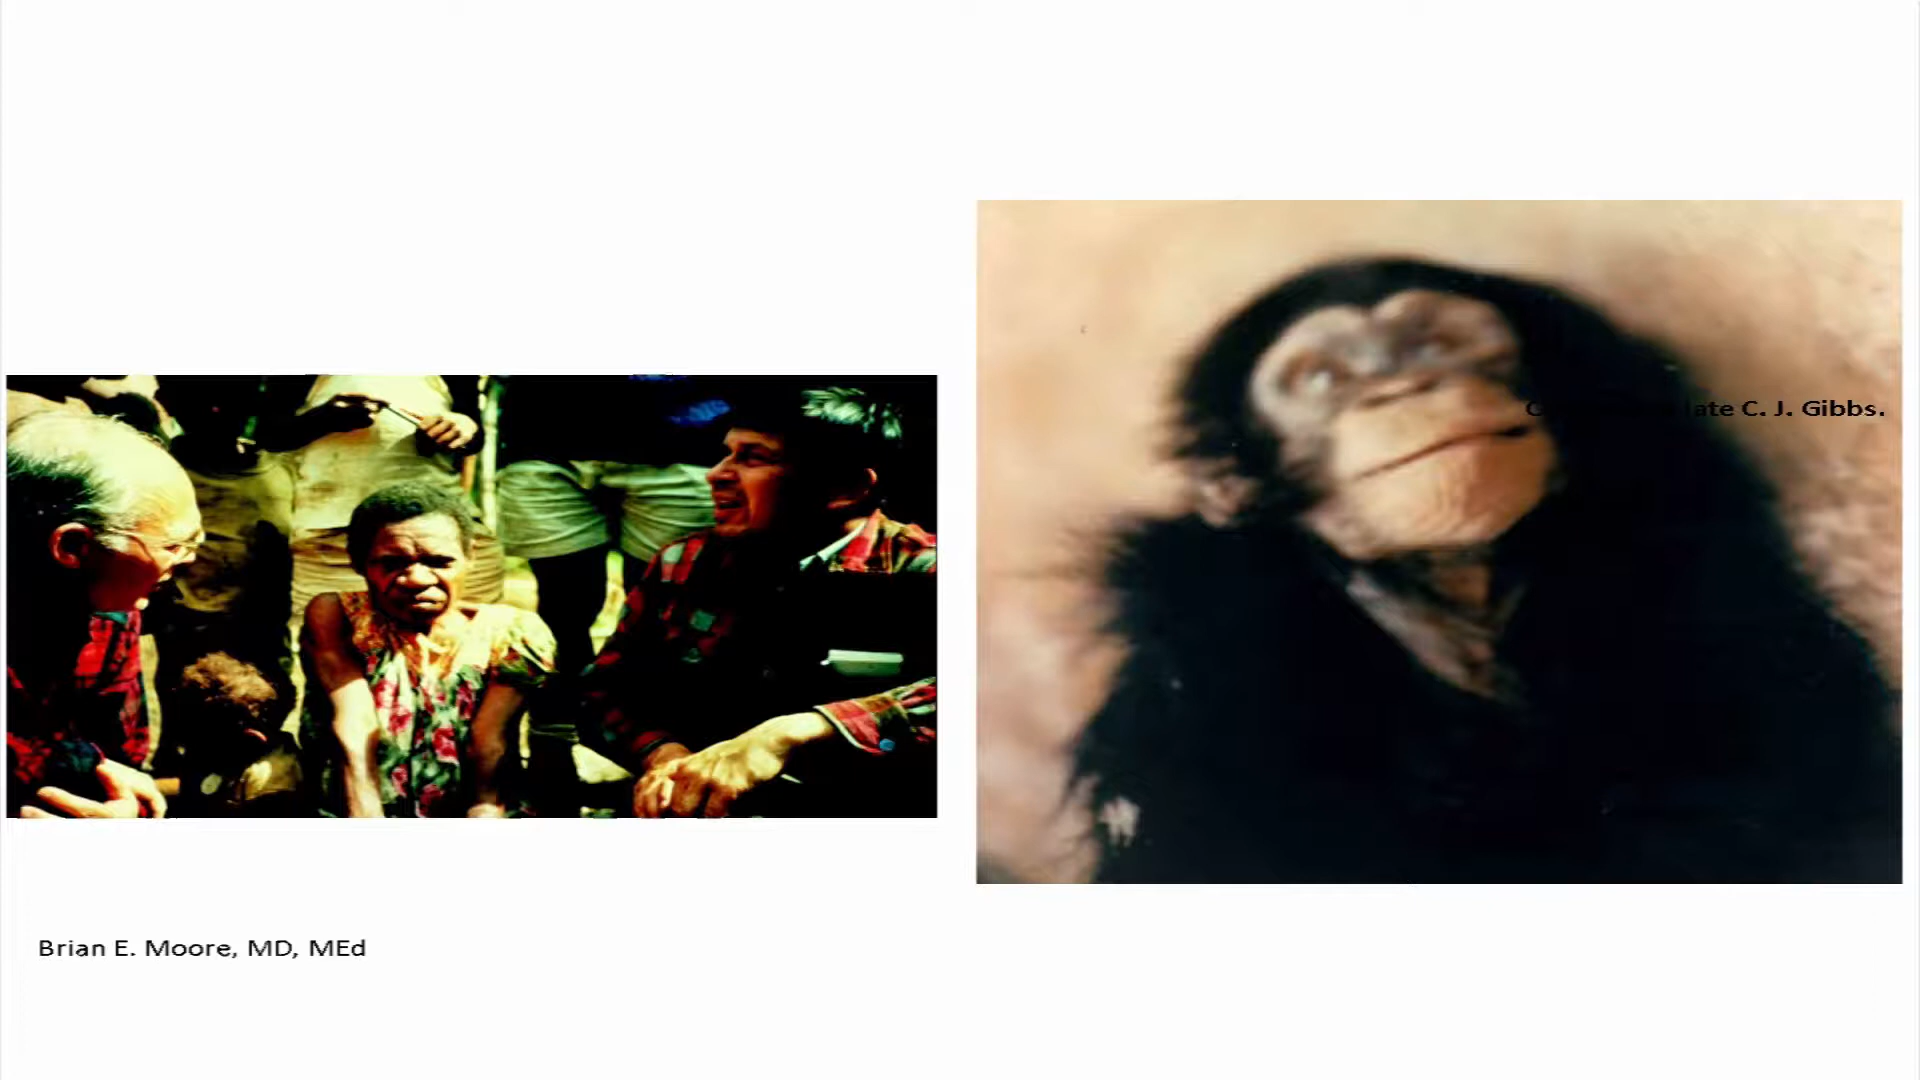 late C. J. Gibbs.
Brian E. Moore, MD, MEd